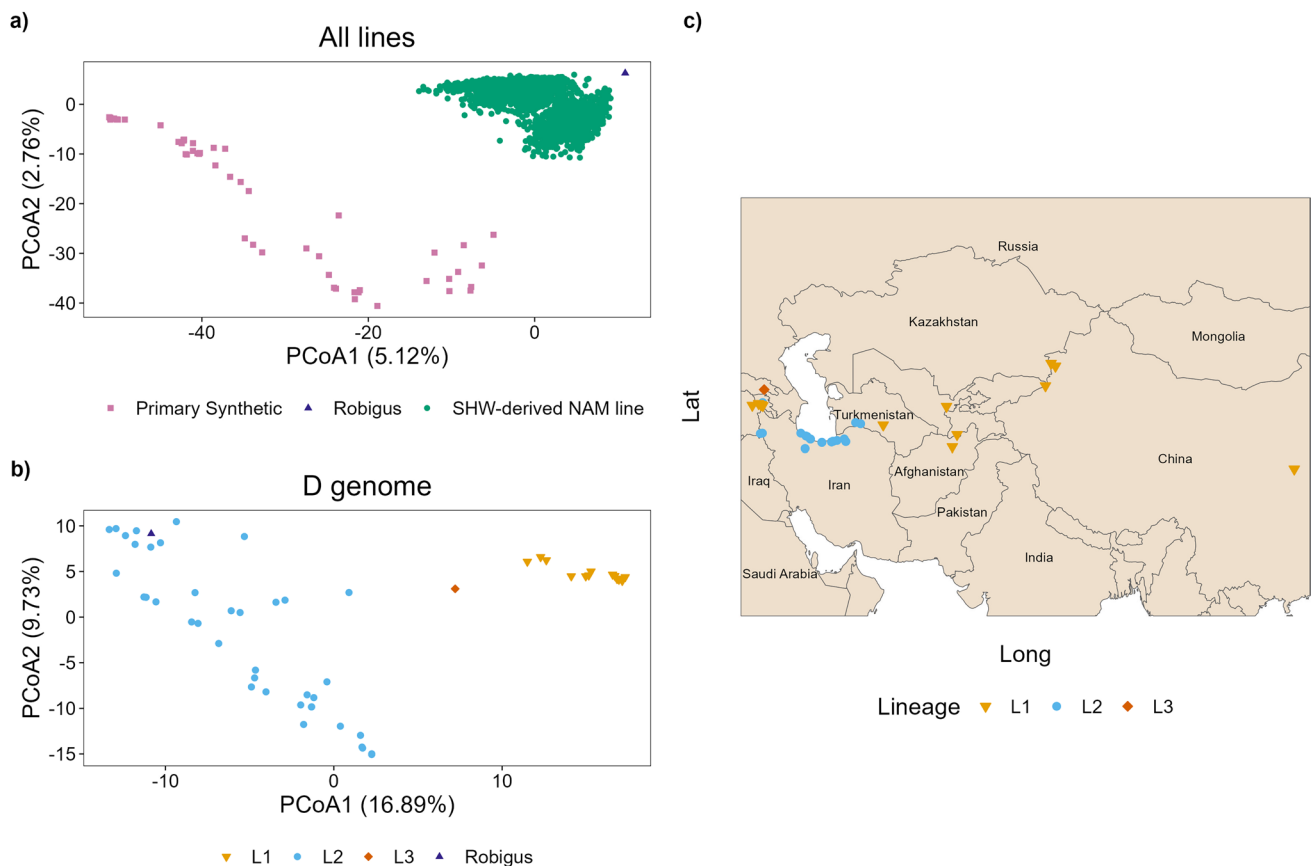 a)
All lines
PCoA2 (2.76%)
0
-10
-20
-30
-40
-40
-20
0
PCoA1 (5.12%)
Primary Synthetic
Robigus
SHW-derived NAM line
b)
D genome
PCoA2 (9.73%)
10
5
0
-5
-10
-15
-10
0
10
PCoA1 (16.89%)
L1
L2
L3
Robigus
c)
Lat
Russia
Kazakhstan
Mongolia
Turkmenistan
China
Afghanistan
Iraq
Iran
Pakistan
India
Saudi Arabia
Long
Lineage
L1
L2
L3